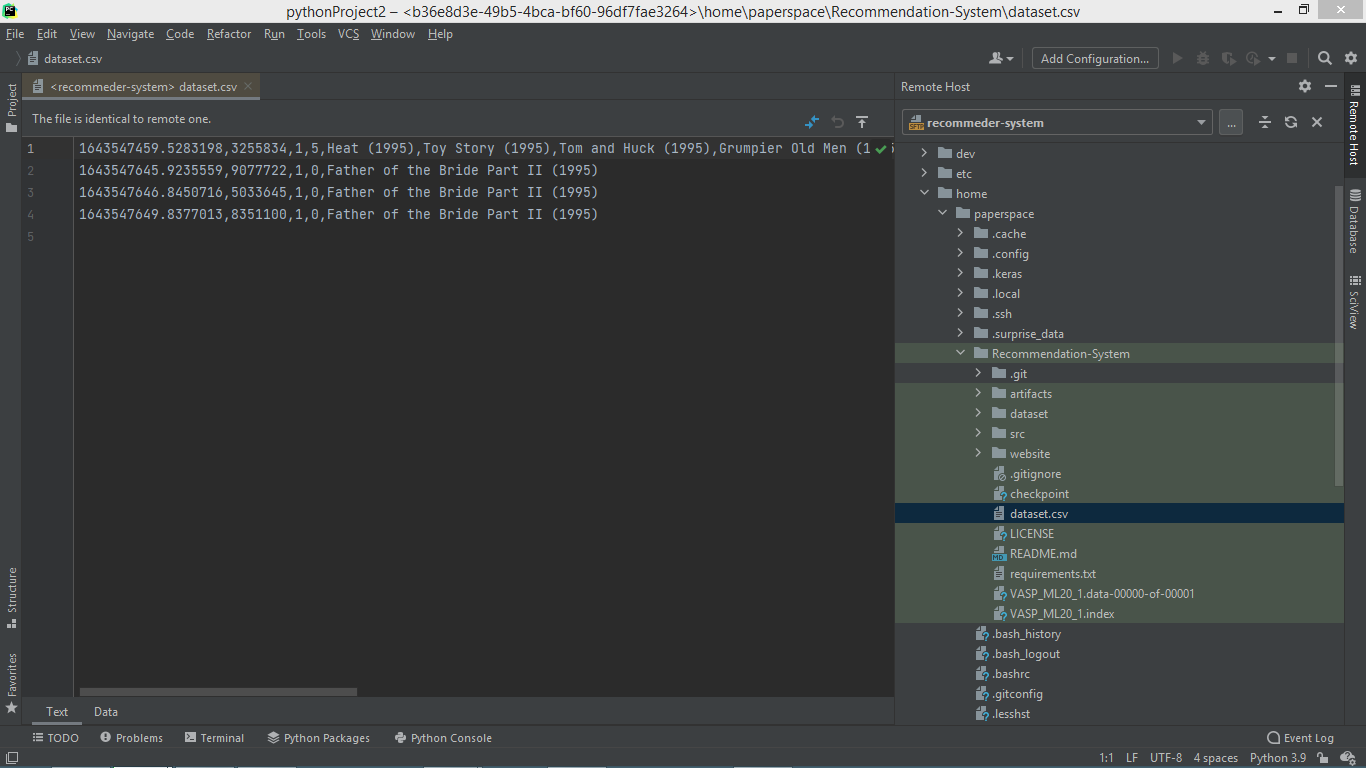 pythonProject2 – <b36e8d3e-49b5-4bca-bf60-96df7fae3264>\home\paperspace\Recommendation-System\dataset.csv
File Edit View Navigate Code Refactor Run Tools VCS Window Help
dataset.csv
Add Configuration...
Project
<recommeder-system> dataset.csv
The file is identical to remote one.
1 1643547459.5283198,3255834,1,5,Heat (1995),Toy Story (1995),Tom and Huck (1995),Grumpier Old Men (1
2 1643547645.9235559,9077722,1,0,Father of the Bride Part II (1995)
3 1643547646.8450716,5033645,1,0,Father of the Bride Part II (1995)
4 1643547649.8377013,8351100,1,0,Father of the Bride Part II (1995)
5
Structure
Favorites
Text Data
Remote Host
recommeder-system
...
dev
etc
home
paperspace
.cache
.config
.keras
.local
.ssh
.surprise_data
Recommendation-System
.git
artifacts
dataset
src
website
.gitignore
checkpoint
dataset.csv
LICENSE
README.md
requirements.txt
VASP_ML20_1.data-00000-of-00001
VASP_ML20_1.index
.bash_history
.bash_logout
.bashrc
.gitconfig
.lesshst
Remote Host
Database
SciView
TODO Problems Terminal Python Packages Python Console Event Log
1:1 LF UTF-8 4 spaces Python 3.9